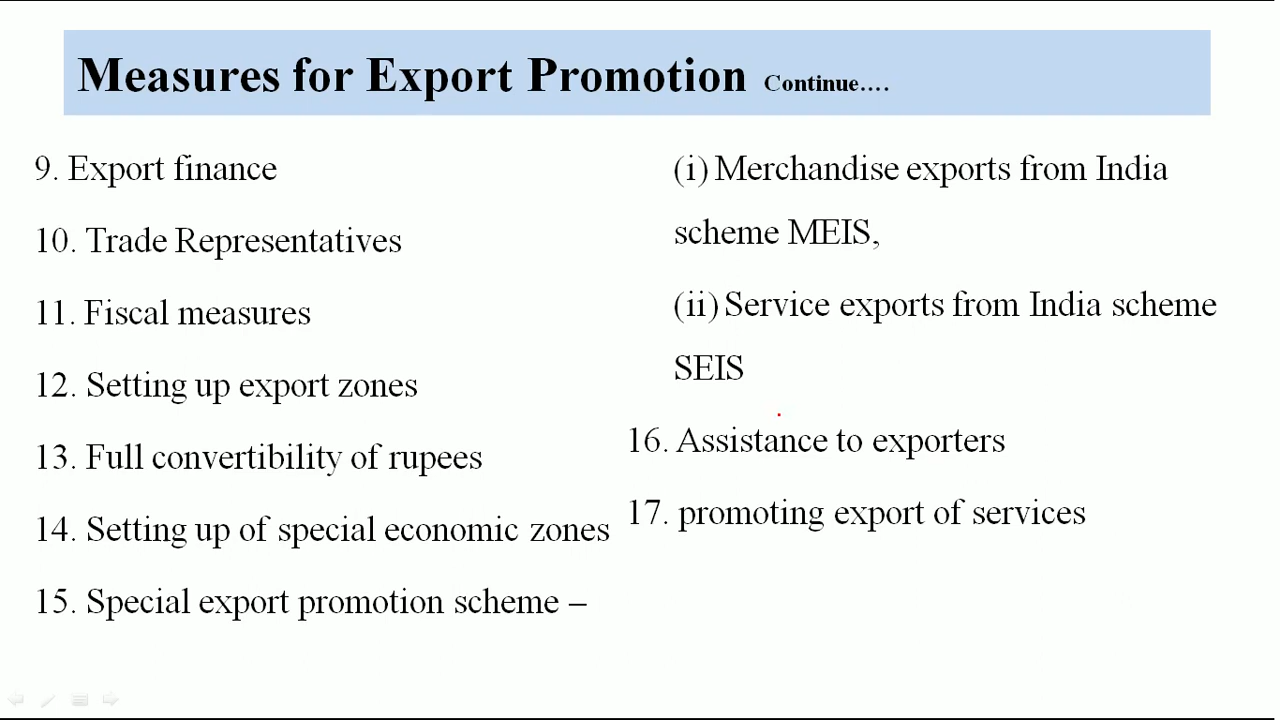 Measures for Export Promotion Continue....
9. Export finance
10. Trade Representatives
11. Fiscal measures
12. Setting up export zones
13. Full convertibility of rupees
14. Setting up of special economic zones
15. Special export promotion scheme –
(i) Merchandise exports from India
scheme MEIS,
(ii) Service exports from India scheme
SEIS
16. Assistance to exporters
17. promoting export of services